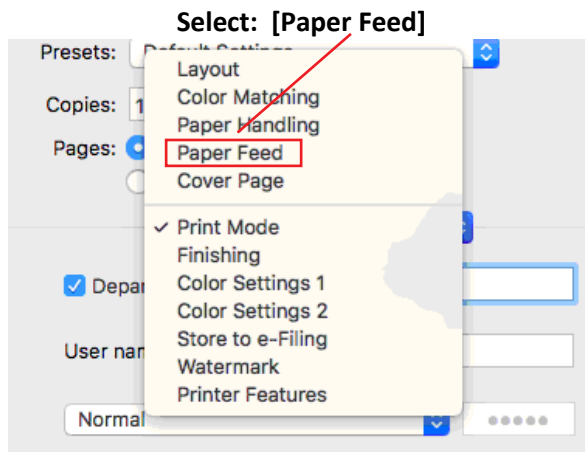 Select: [Paper Feed]
Presets:
Layout
Color Matching
Copies: 1
Paper Handling
Pages:
Paper Feed
Cover Page
✓ Print Mode
Finishing
Color Settings 1
Color Settings 2
Store to e-Filing
User
Watermark
Printer Features
Normal